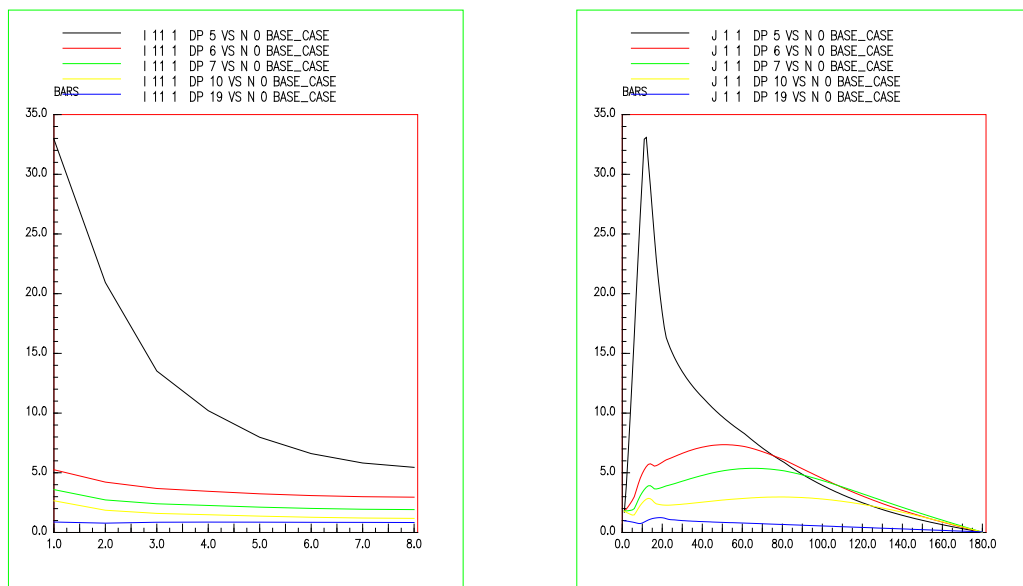 I 11 1 DP 5 VS N 0 BASE_CASE
I 11 1 DP 6 VS N 0 BASE_CASE
I 11 1 DP 7 VS N 0 BASE_CASE
I 11 1 DP 10 VS N 0 BASE_CASE
I 11 1 DP 19 VS N 0 BASE_CASE
BARS
35.0
30.0
25.0
20.0
15.0
10.0
5.0
0.0
1.0 2.0 3.0 4.0 5.0 6.0 7.0 8.0
J 1 1 DP 5 VS N 0 BASE_CASE
J 1 1 DP 6 VS N 0 BASE_CASE
J 1 1 DP 7 VS N 0 BASE_CASE
J 1 1 DP 10 VS N 0 BASE_CASE
J 1 1 DP 19 VS N 0 BASE_CASE
BARS
35.0
30.0
25.0
20.0
15.0
10.0
5.0
0.0
0.0 20.0 40.0 60.0 80.0 100.0 120.0 140.0 160.0 180.0